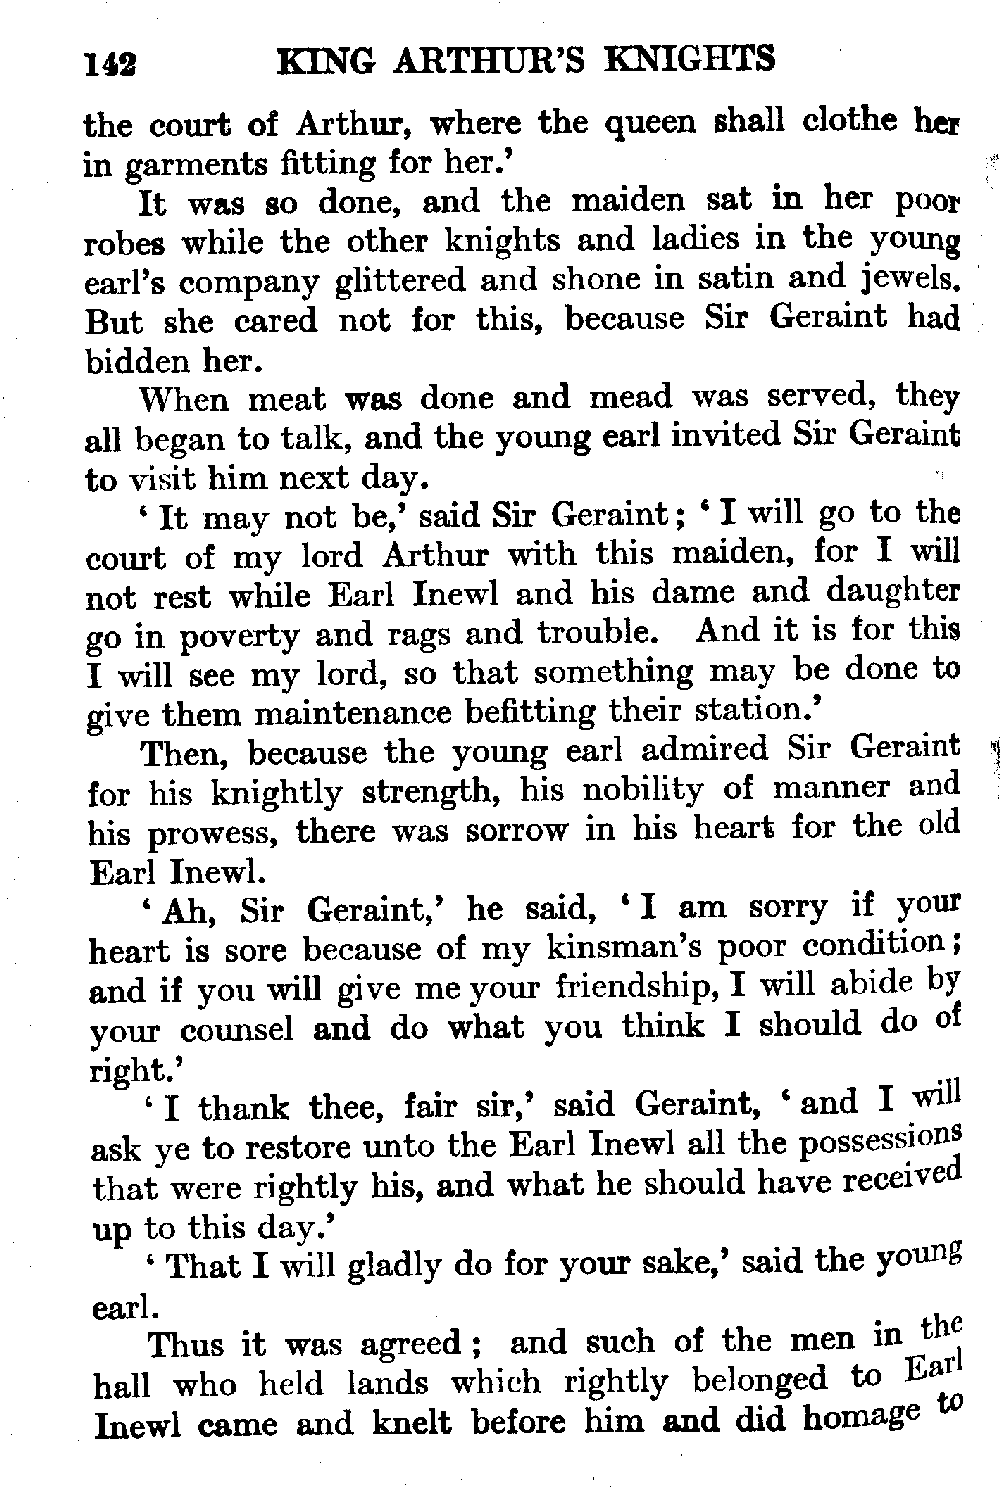 142 KING ARTHUR'S KNIGHTS
the court of Arthur, where the queen shall clothe her
in garments fitting for her.'
It was so done, and the maiden sat in her poor
robes while the other knights and ladies in the young
earl's company glittered and shone in satin and jewels.
But she cared not for this, because Sir Geraint had
bidden her.
When meat was done and mead was served, they
all began to talk, and the young earl invited Sir Geraint
to visit him next day.
' It may not be,' said Sir Geraint ; ' I will go to the
court of my lord Arthur with this maiden, for I will
not rest while Earl Inewl and his dame and daughter
go in poverty and rags and trouble. And it is for this
I will see my lord, so that something may be done to
give them maintenance befitting their station.'
Then, because the young earl admired Sir Geraint
for his knightly strength, his nobility of manner and
his prowess, there was sorrow in his heart for the old
Earl Inewl.
' Ah, Sir Geraint,' he said, ' I am sorry if your
heart is sore because of my kinsman's poor condition ;
and if you will give me your friendship, I will abide by
your counsel and do what you think I should do of
right.'
' I thank thee, fair sir,' said Geraint, ' and I will
ask ye to restore unto the Earl Inewl all the possessions
that were rightly his, and what he should have received
up to this day.'
' That I will gladly do for your sake,' said the young
earl.
Thus it was agreed ; and such of the men in the
hall who held lands which rightly belonged to Earl
Inewl came and knelt before him and did homage to